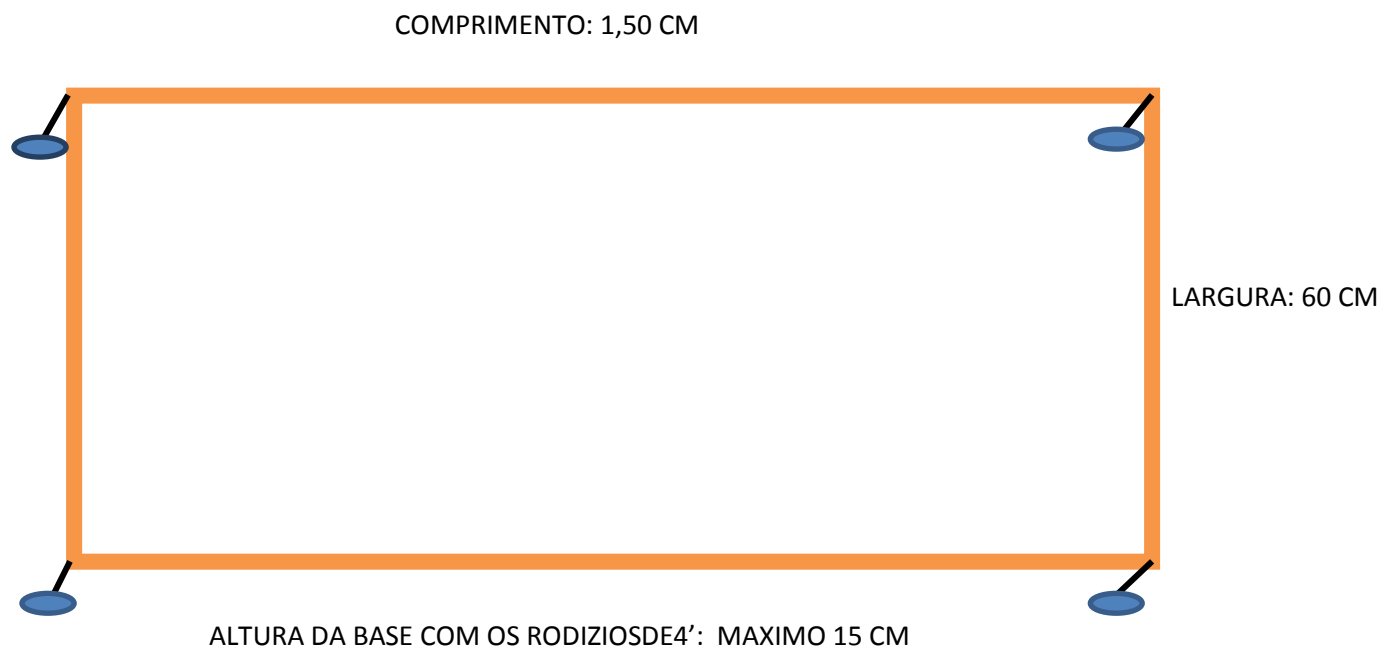 COMPRIMENTO: 1,50 CM
LARGURA: 60 CM
ALTURA DA BASE COM OS RODIZIOSDE4’: MAXIMO 15 CM